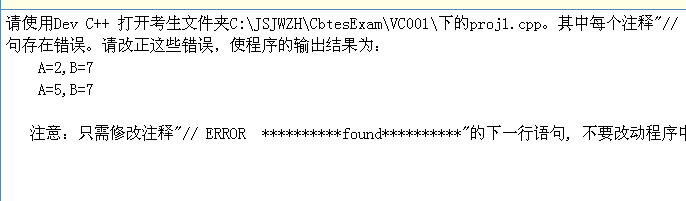 请使用Dev C++ 打开考生文件夹C:\JSJWZH\CbtesExam\VC001\下的proj1.cpp。其中每个注释"//
句存在错误。请改正这些错误，使程序的输出结果为：
A=2,B=7
A=5,B=7
注意：只需修改注释"// ERROR  **********found**********"的下一行语句, 不要改动程序中